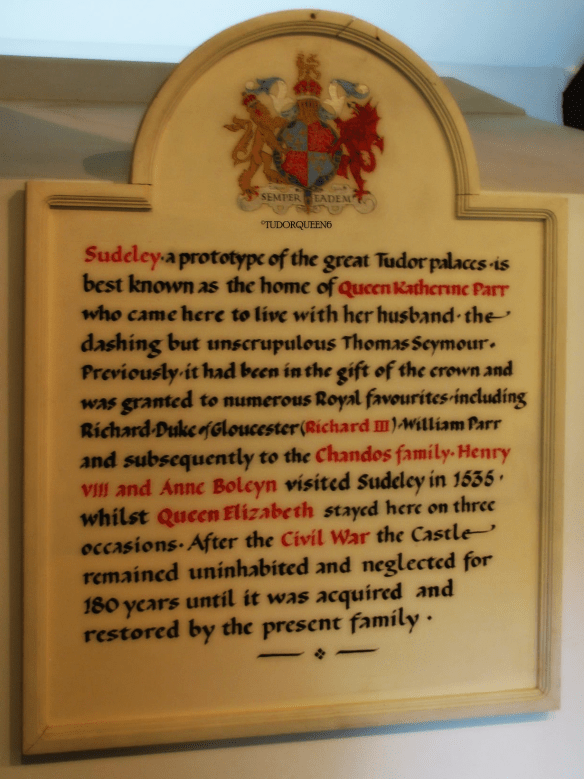 SEMPER EADEM
©TUDORQUEEN6
Sudeley·a prototype of the great Tudor palaces·is
best known as the home of Queen Katherine Parr
who came here to live with her husband·the
dashing but unscrupulous Thomas Seymour·
Previously·it had been in the gift of the crown and
was granted to numerous Royal favourites·including
Richard·Duke of Gloucester (Richard III)·William Parr
and subsequently to the Chandos family·Henry
VIII and Anne Boleyn visited Sudeley in 1535·
whilst Queen Elizabeth stayed here on three
occasions·After the Civil War the Castle
remained uninhabited and neglected for
180 years until it was acquired and
restored by the present family·